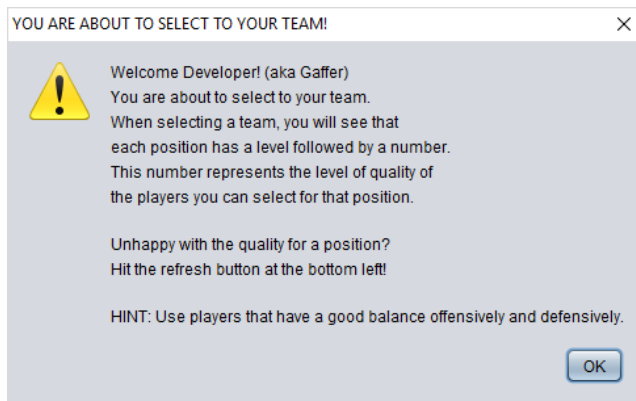 YOU ARE ABOUT TO SELECT TO YOUR TEAM!
Welcome Developer! (aka Gaffer)
You are about to select to your team.
When selecting a team, you will see that
each position has a level followed by a number.
This number represents the level of quality of
the players you can select for that position.
Unhappy with the quality for a position?
Hit the refresh button at the bottom left!
HINT: Use players that have a good balance offensively and defensively.
OK